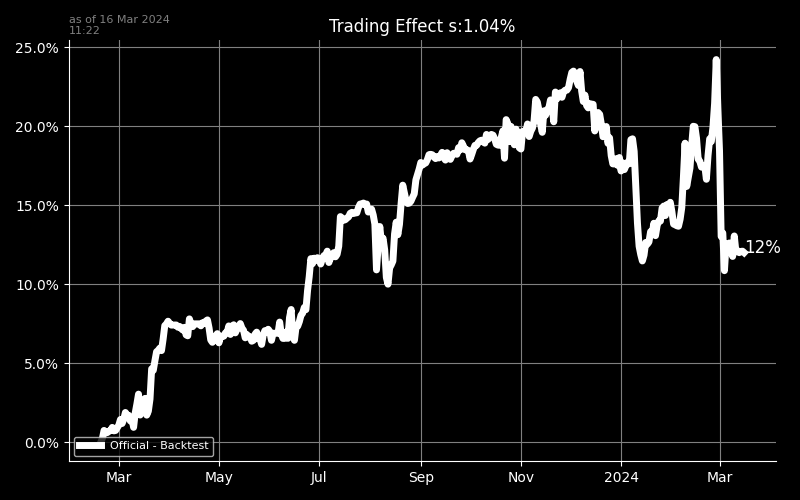 as of 16 Mar 2024
11:22
Trading Effect s:1.04%
25.0%
20.0%
15.0%
10.0%
5.0%
0.0%
12%
Official - Backtest
Mar May Jul Sep Nov 2024 Mar